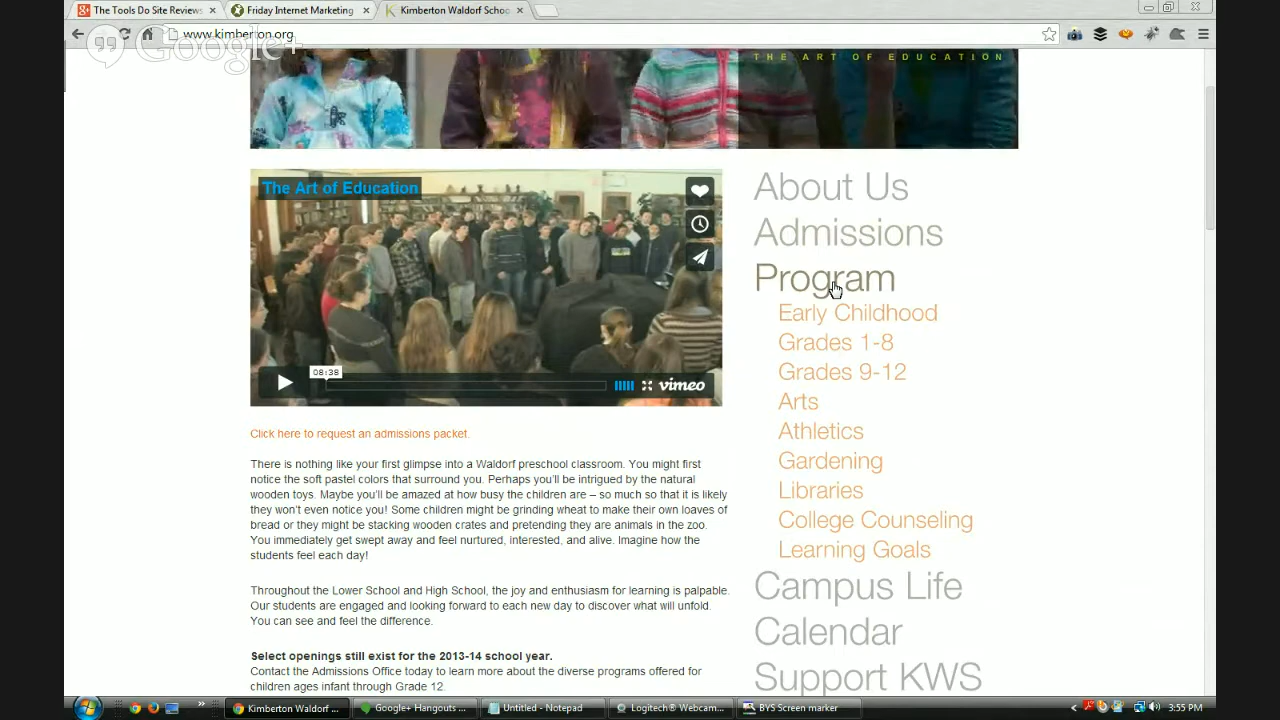 The Tools Do Site Reviews
Friday Internet Marketing
Kimberton Waldorf Schoo
Google+
www.kimberton.org
THE ART OF EDUCATION
The Art of Education
08:38
vimeo
Click here to request an admissions packet.
There is nothing like your first glimpse into a Waldorf preschool classroom. You might first
notice the soft pastel colors that surround you. Perhaps you'll be intrigued by the natural
wooden toys. Maybe you'll be amazed at how busy the children are – so much so that it is likely
they won't even notice you! Some children might be grinding wheat to make their own loaves of
bread or they might be stacking wooden crates and pretending they are animals in the zoo.
You immediately get swept away and feel nurtured, interested, and alive. Imagine how the
students feel each day!
Throughout the Lower School and High School, the joy and enthusiasm for learning is palpable.
Our students are engaged and looking forward to each new day to discover what will unfold.
You can see and feel the difference.
Select openings still exist for the 2013-14 school year.
Contact the Admissions Office today to learn more about the diverse programs offered for
children ages infant through Grade 12.
About Us
Admissions
Program
Early Childhood
Grades 1-8
Grades 9-12
Arts
Athletics
Gardening
Libraries
College Counseling
Learning Goals
Campus Life
Calendar
Support KWS
Kimberton Waldorf ...
Google+ Hangouts ...
Untitled - Notepad
Logitech® Webcam...
BYS Screen marker
3:55 PM